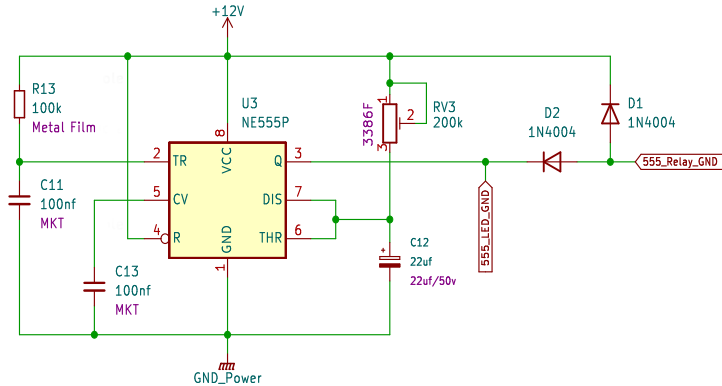 +12V
R13
100k
Metal Film
U3
NE555P
1
3386F
3
2
RV3
200k
D2
1N4004
D1
1N4004
8
VCC
2
TR
Q
3
555_Relay_GND
C11
100nf
MKT
5
CV
DIS
7
555_LED_GND
4
R
GND
THR
6
C12
22uf
22uf/50v
+
1
C13
100nf
MKT
GND_Power